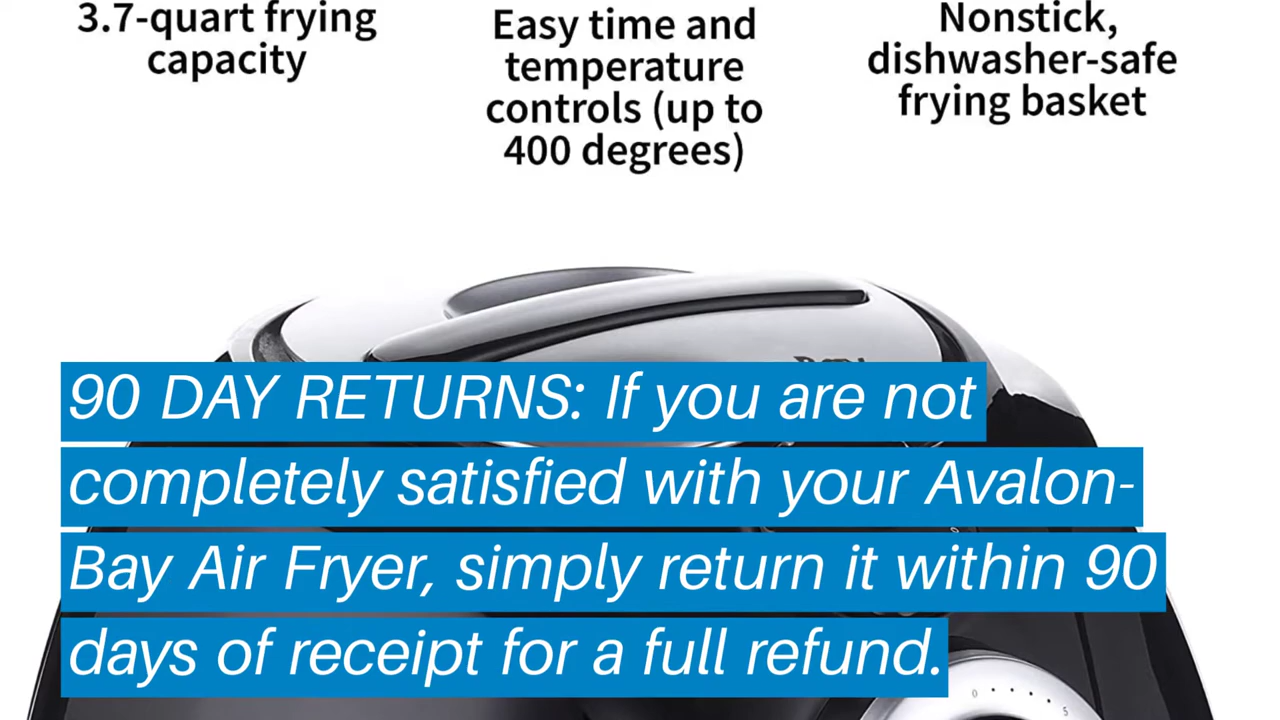 3.7-quart frying
capacity
Easy time and
temperature
controls (up to
400 degrees)
Nonstick,
dishwasher-safe
frying basket
90 DAY RETURNS: If you are not
completely satisfied with your Avalon-
Bay Air Fryer, simply return it within 90
days of receipt for a full refund.
0
5